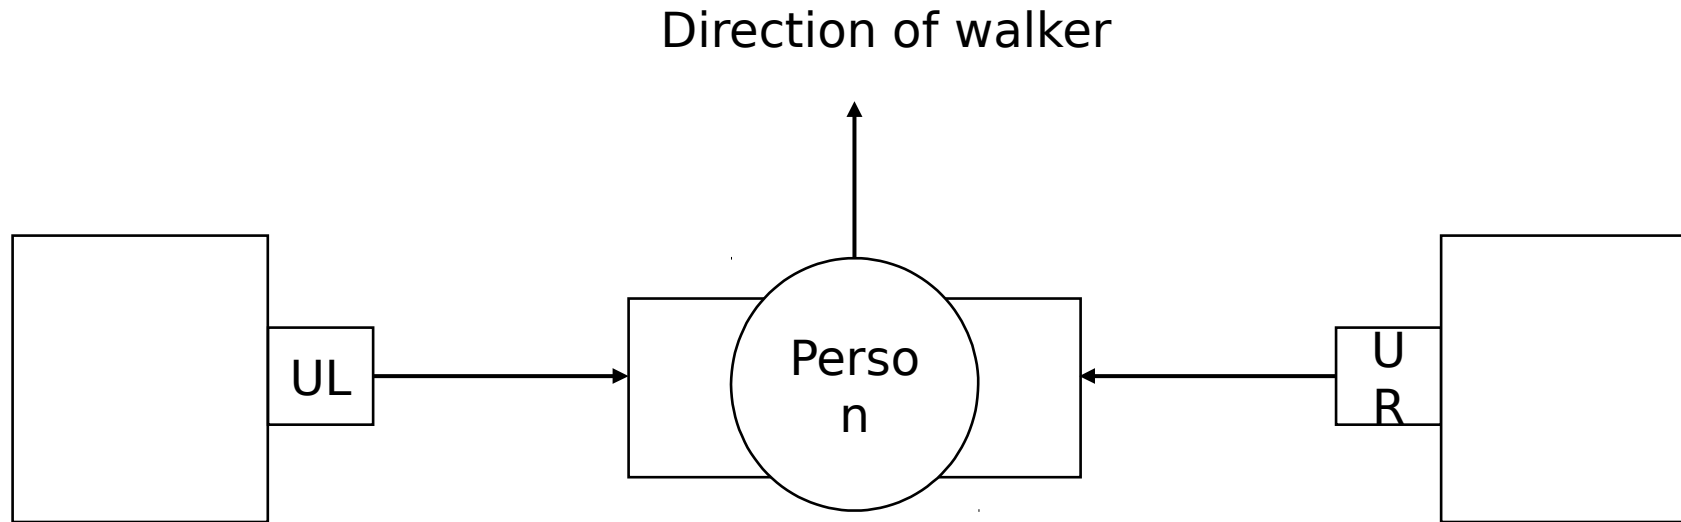 Direction of walker
UL
Perso
n
U
R